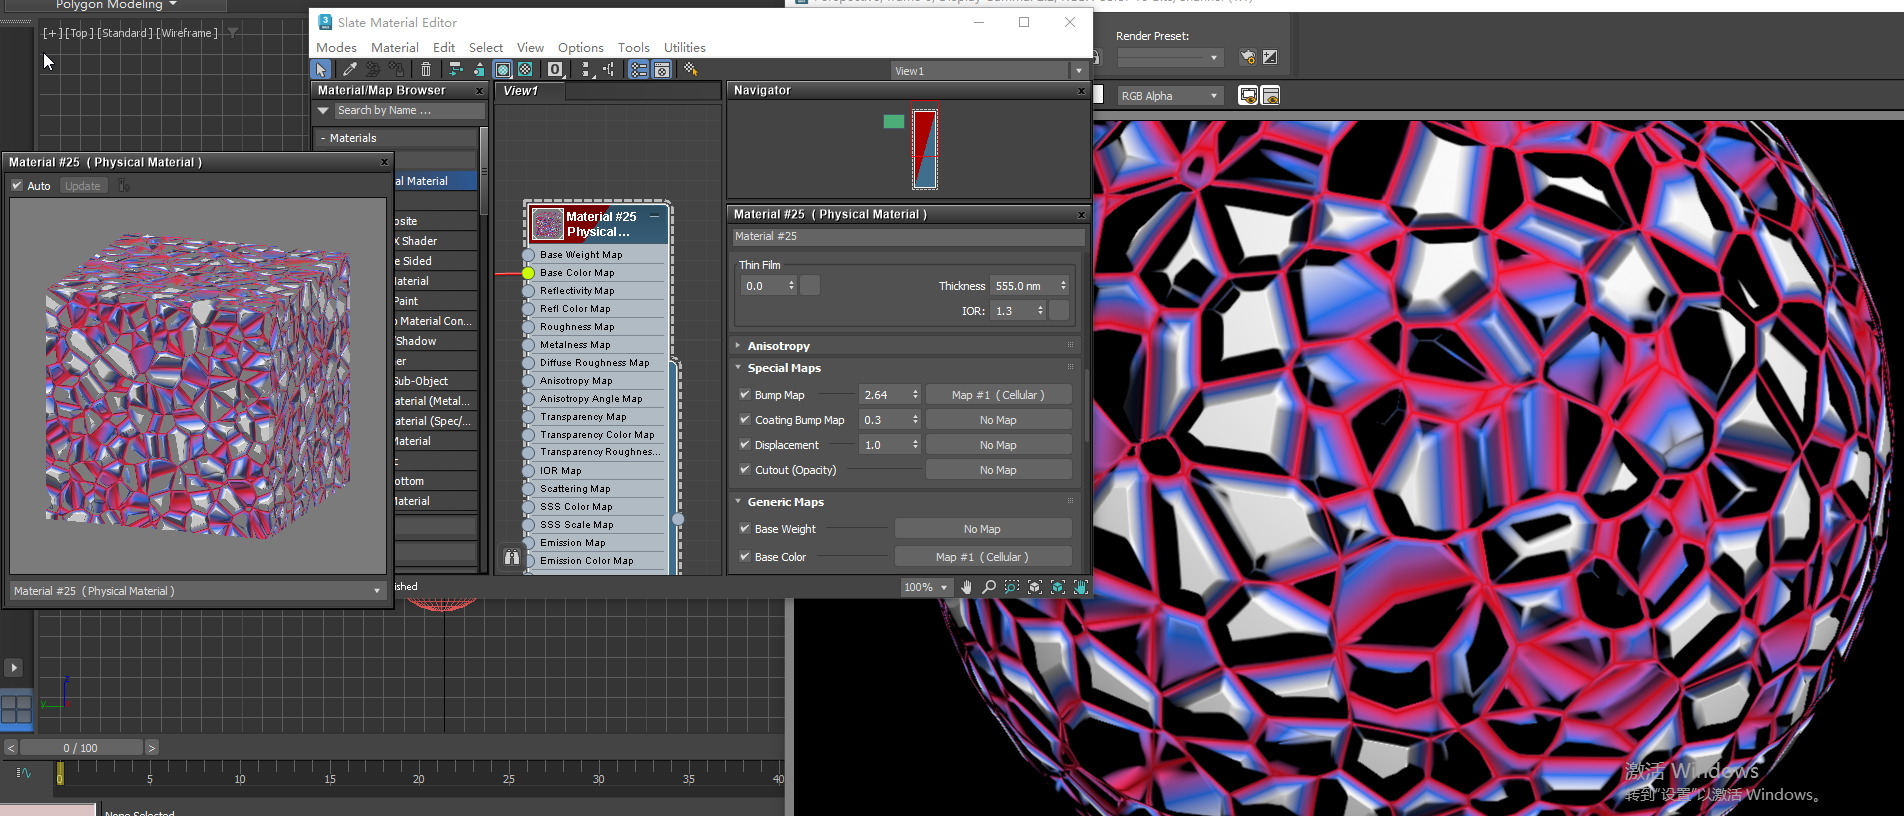 Polygon Modeling
[+] [Top ] [Standard ] [Wireframe ]
Slate Material Editor
Modes Material Edit Select View Options Tools Utilities
View1
Material/Map Browser
Search by Name ...
- Materials
al Material
osite
X Shader
e Sided
laterial
Paint
Material Con...
/Shadow
er
Sub-Object
aterial (Metal...
aterial (Spec/...
Material
ottom
Material
ished
View1
Material #25
Physical...
Base Weight Map
Base Color Map
Reflectivity Map
Refl Color Map
Roughness Map
Metalness Map
Diffuse Roughness Map
Anisotropy Map
Anisotropy Angle Map
Transparency Map
Transparency Color Map
Transparency Roughnes...
IOR Map
Scattering Map
SSS Color Map
SSS Scale Map
Emission Map
Emission Color Map
Navigator
Material #25 ( Physical Material )
Material #25
Thin Film
0.0
Thickness 555.0 nm
IOR: 1.3
Anisotropy
Special Maps
Bump Map 2.64 Map #1 ( Cellular )
Coating Bump Map 0.3 No Map
Displacement 1.0 No Map
Cutout (Opacity) No Map
Generic Maps
Base Weight No Map
Base Color Map #1 ( Cellular )
100%
Material #25 ( Physical Material )
Auto Update
Material #25 ( Physical Material )
Render Preset:
RGB Alpha
z
y
< 0 / 100 >
0 5 10 15 20 25 30 35 40
None Selected
激活 Windows
转到"设置"以激活 Windows。